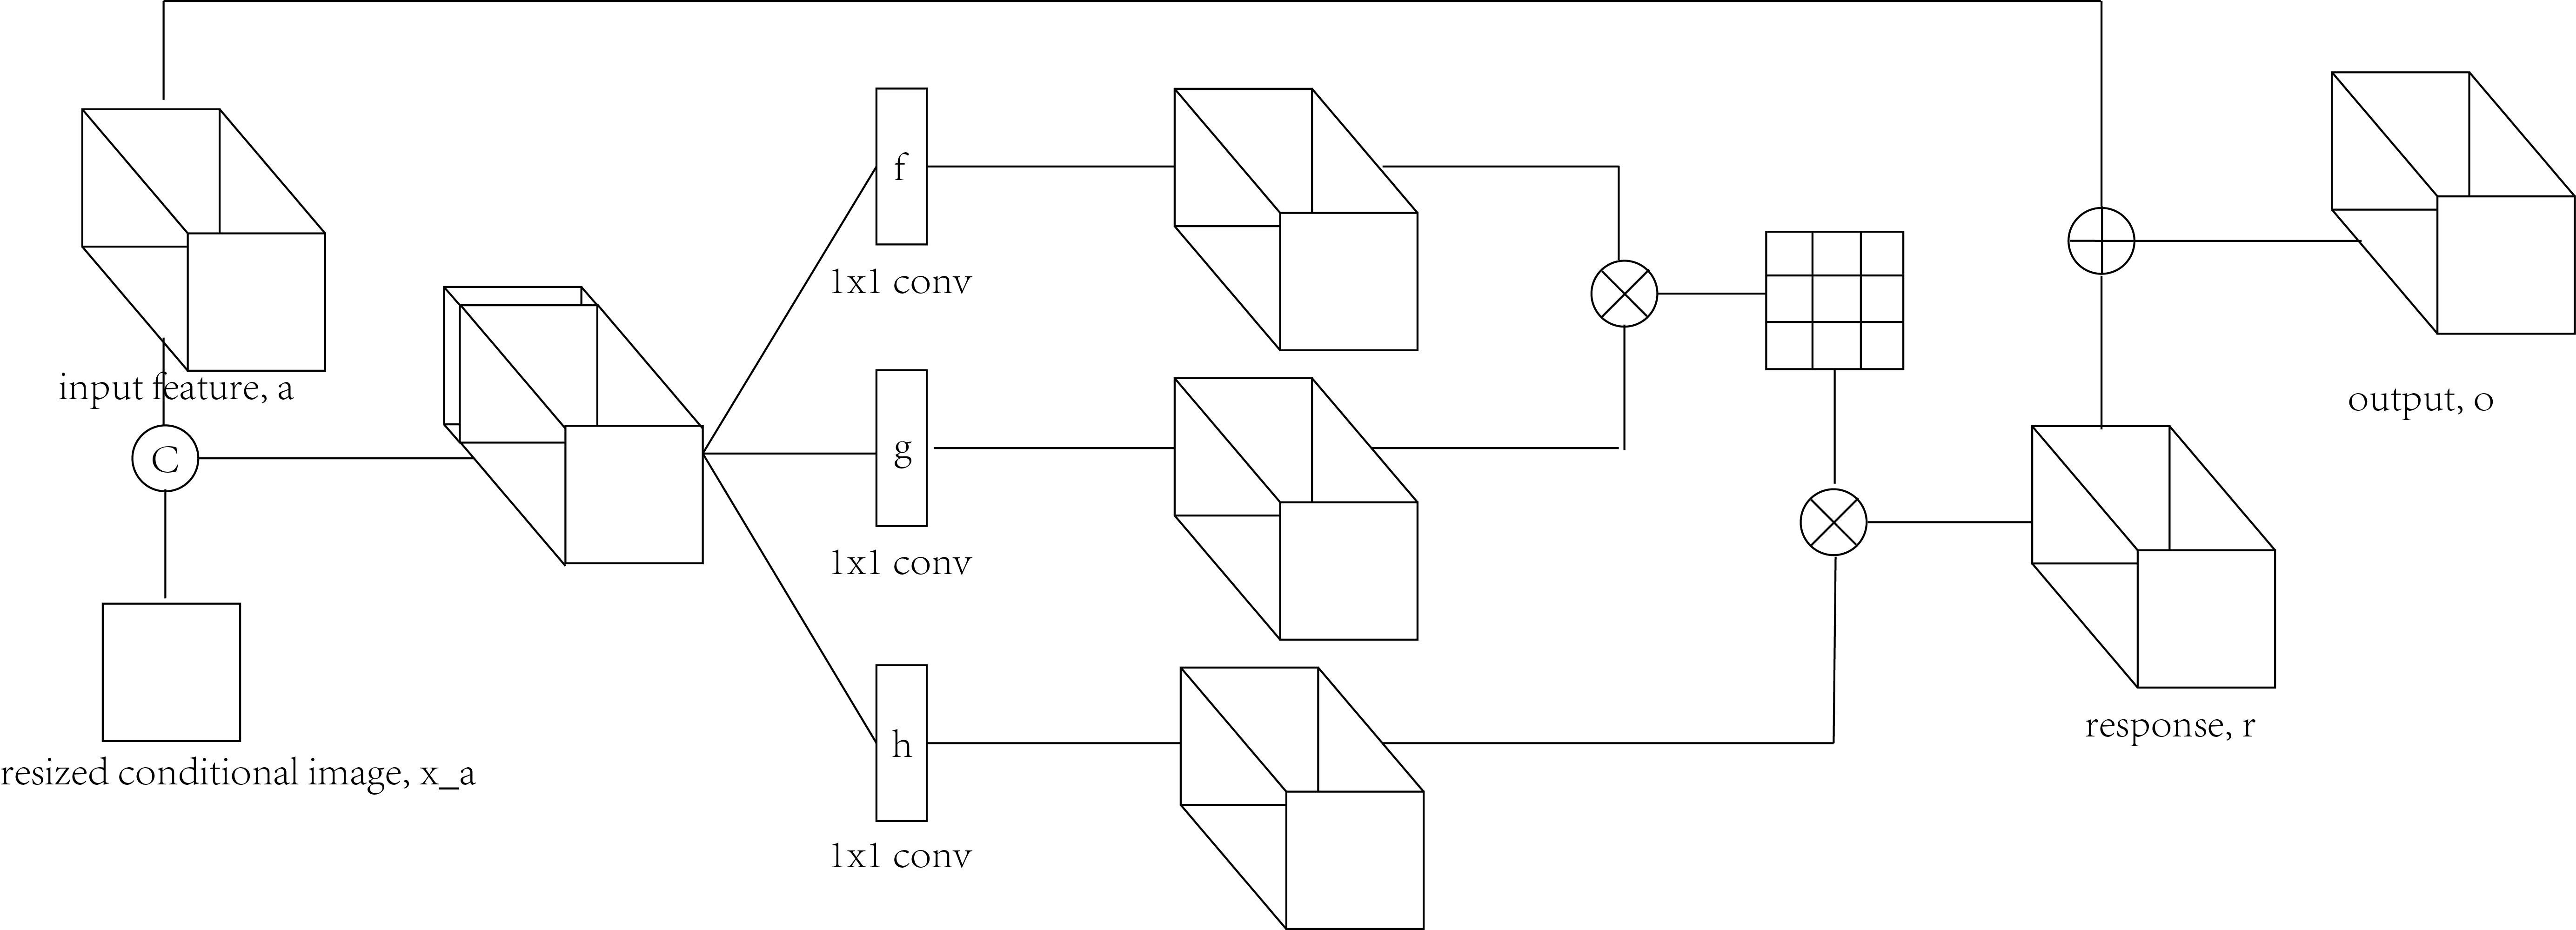 f
1x1 conv
input feature, a
output, o
C
g
1x1 conv
response, r
h
resized conditional image, x_a
1x1 conv